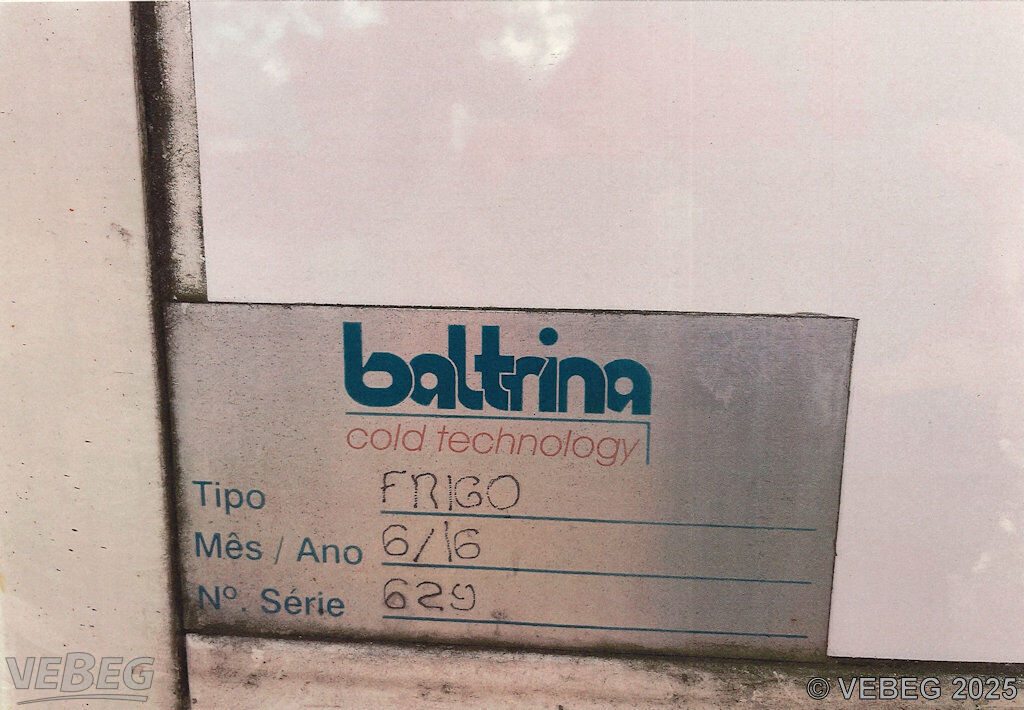 baltrina
cold technology
Tipo FRIGO
Mês / Ano 6/16
Nº. Série 629
VEBEG
© VEBEG 2025